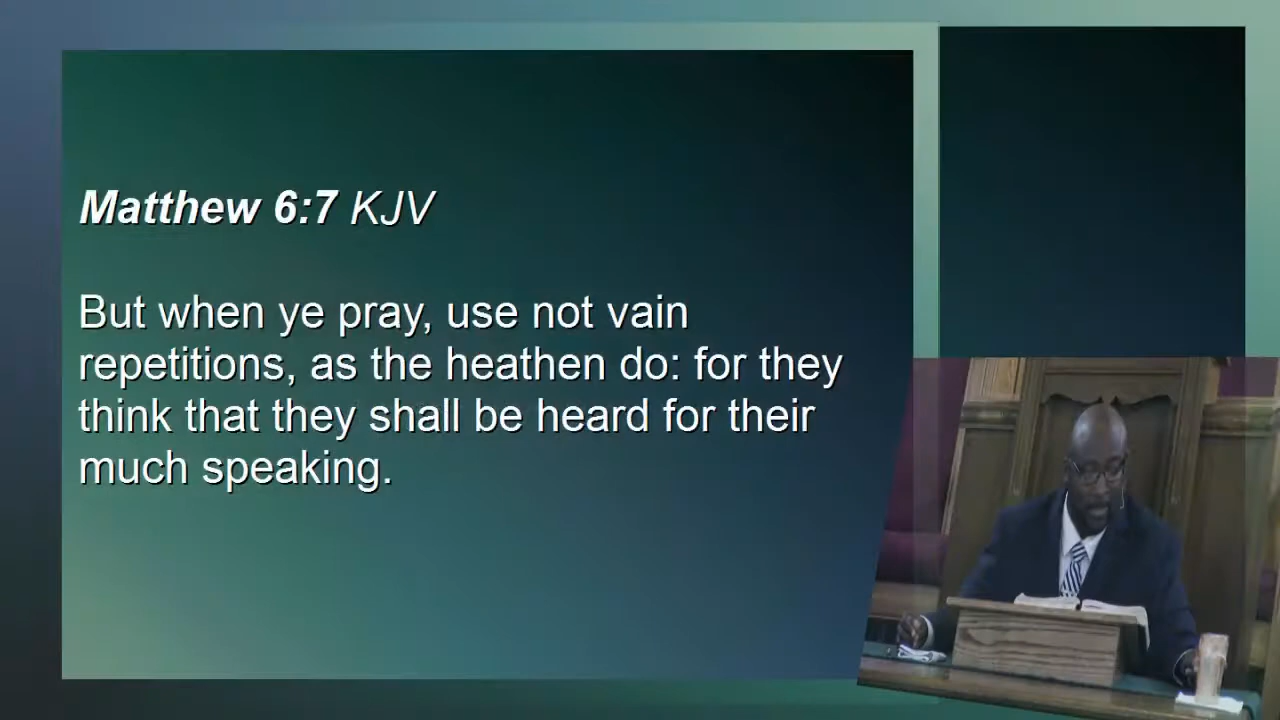 Matthew 6:7 KJV
But when ye pray, use not vain
repetitions, as the heathen do: for they
think that they shall be heard for their
much speaking.